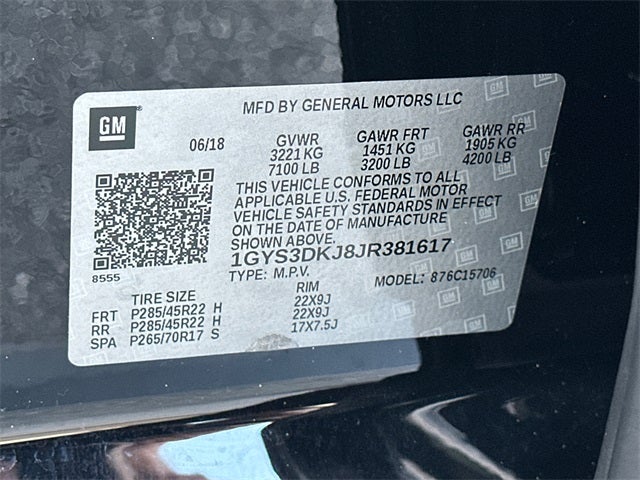 MFD BY GENERAL MOTORS LLC
GM
06/18 GVWR GAWR FRT GAWR RR
3221 KG 1451 KG 1905 KG
7100 LB 3200 LB 4200 LB
THIS VEHICLE CONFORMS TO ALL
APPLICABLE U.S. FEDERAL MOTOR
VEHICLE SAFETY STANDARDS IN EFFECT
ON THE DATE OF MANUFACTURE
SHOWN ABOVE.
1GYS3DKJ8JR381617
8555
TYPE: M.P.V. MODEL: 876C15706
TIRE SIZE RIM
FRT P285/45R22 H 22X9J
RR P285/45R22 H 22X9J
SPA P265/70R17 S 17X7.5J